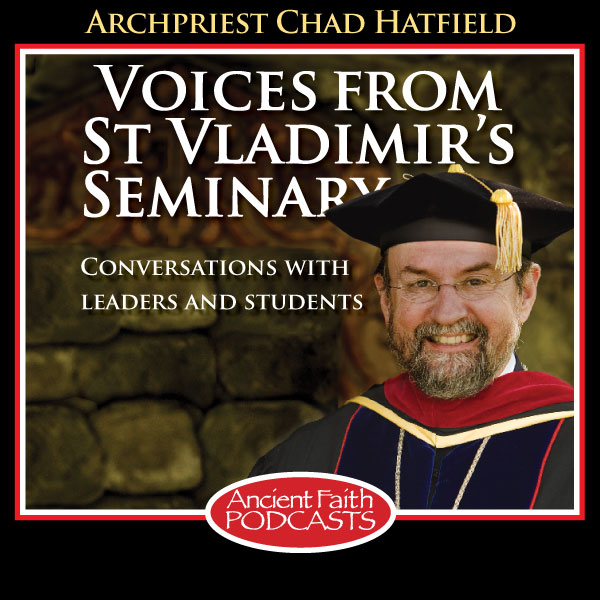 Archpriest Chad Hatfield
Voices from
St Vladimir's
Seminary
Conversations with
leaders and students
Ancient Faith
PODCASTS